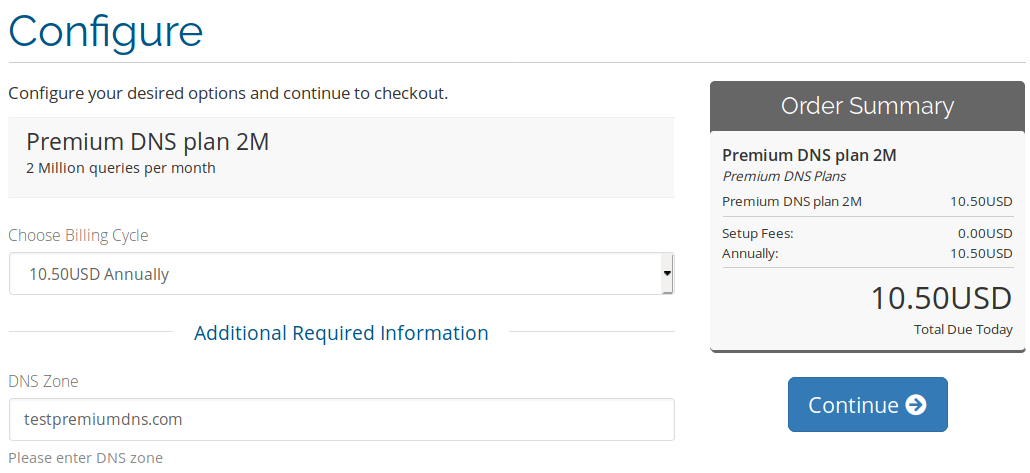 Configure
Configure your desired options and continue to checkout.
Premium DNS plan 2M
2 Million queries per month
Choose Billing Cycle
10.50USD Annually
Additional Required Information
DNS Zone
testpremiumdns.com
Please enter DNS zone
Order Summary
Premium DNS plan 2M
Premium DNS Plans
Premium DNS plan 2M 10.50USD
Setup Fees: 0.00USD
Annually: 10.50USD
10.50USD
Total Due Today
Continue